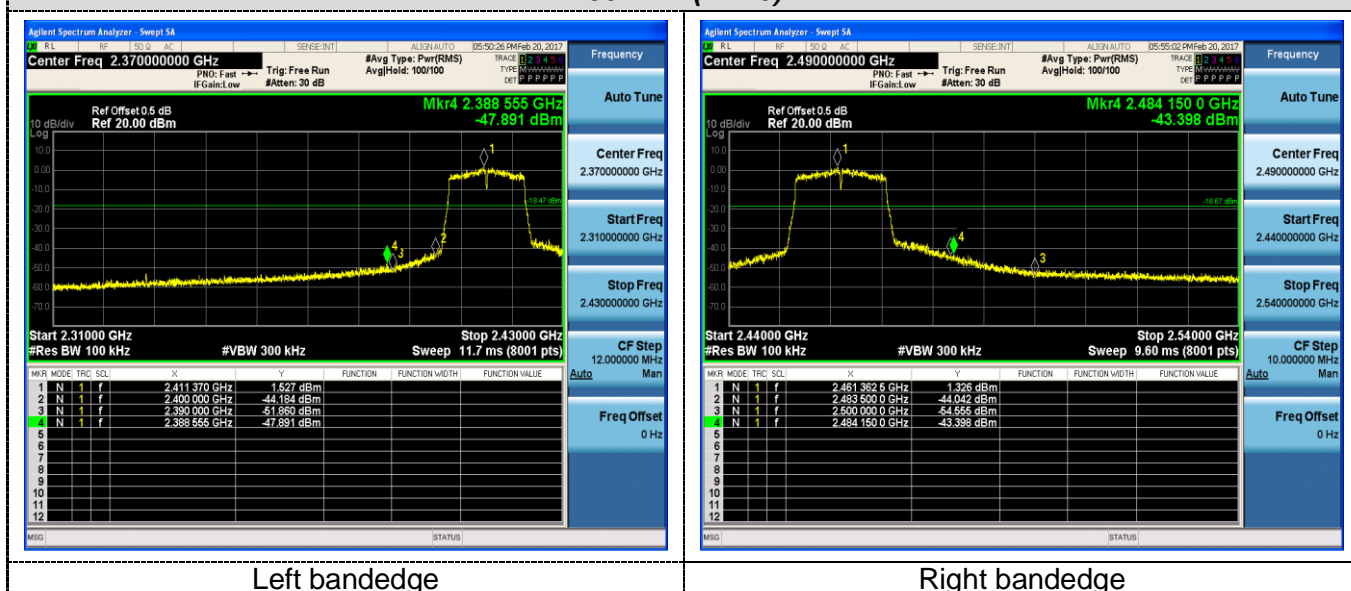 Agilent Spectrum Analyzer - Swept SA
RL RF 50 Ω AC SENSE:INT ALIGN AUTO 05:50:26 PM Feb 20, 2017
Center Freq 2.370000000 GHz
PNO: Fast
IFGain:Low
Trig: Free Run
#Atten: 30 dB
#Avg Type: Pwr(RMS)
Avg|Hold: 100/100
TRACE 1 2 3 4 5 6
TYPE M
DET P P P P P P
Ref Offset 0.5 dB
Ref 20.00 dBm
10 dB/div
Log
Mkr4 2.388 555 GHz
-47.891 dBm
10.0
0.00
-10.0
-20.0
-30.0
-40.0
-50.0
-60.0
-70.0
1
2
3
4
-18.47 dBm
Start 2.31000 GHz
Stop 2.43000 GHz
#Res BW 100 kHz
#VBW 300 kHz
Sweep 11.7 ms (8001 pts)
MKR MODE TRC SCL X Y FUNCTION FUNCTION WIDTH FUNCTION VALUE
1 N 1 f 2.411 370 GHz 1.527 dBm
2 N 1 f 2.400 000 GHz -44.184 dBm
3 N 1 f 2.390 000 GHz -51.860 dBm
4 N 1 f 2.388 555 GHz -47.891 dBm
5
6
7
8
9
10
11
12
MSG
STATUS
Frequency
Auto Tune
Center Freq
2.370000000 GHz
Start Freq
2.310000000 GHz
Stop Freq
2.430000000 GHz
CF Step
12.000000 MHz
Auto Man
Freq Offset
0 Hz
Left bandedge
Agilent Spectrum Analyzer - Swept SA
RL RF 50 Ω AC SENSE:INT ALIGN AUTO 05:55:02 PM Feb 20, 2017
Center Freq 2.490000000 GHz
PNO: Fast
IFGain:Low
Trig: Free Run
#Atten: 30 dB
#Avg Type: Pwr(RMS)
Avg|Hold: 100/100
TRACE 1 2 3 4 5 6
TYPE M
DET P P P P P P
Ref Offset 0.5 dB
Ref 20.00 dBm
10 dB/div
Log
Mkr4 2.484 150 0 GHz
-43.398 dBm
10.0
0.00
-10.0
-20.0
-30.0
-40.0
-50.0
-60.0
-70.0
1
4
3
-18.67 dBm
Start 2.44000 GHz
Stop 2.54000 GHz
#Res BW 100 kHz
#VBW 300 kHz
Sweep 9.60 ms (8001 pts)
MKR MODE TRC SCL X Y FUNCTION FUNCTION WIDTH FUNCTION VALUE
1 N 1 f 2.461 362 5 GHz 1.326 dBm
2 N 1 f 2.483 500 0 GHz -44.042 dBm
3 N 1 f 2.500 000 0 GHz -54.555 dBm
4 N 1 f 2.484 150 0 GHz -43.398 dBm
5
6
7
8
9
10
11
12
MSG
STATUS
Frequency
Auto Tune
Center Freq
2.490000000 GHz
Start Freq
2.440000000 GHz
Stop Freq
2.540000000 GHz
CF Step
10.000000 MHz
Auto Man
Freq Offset
0 Hz
Right bandedge